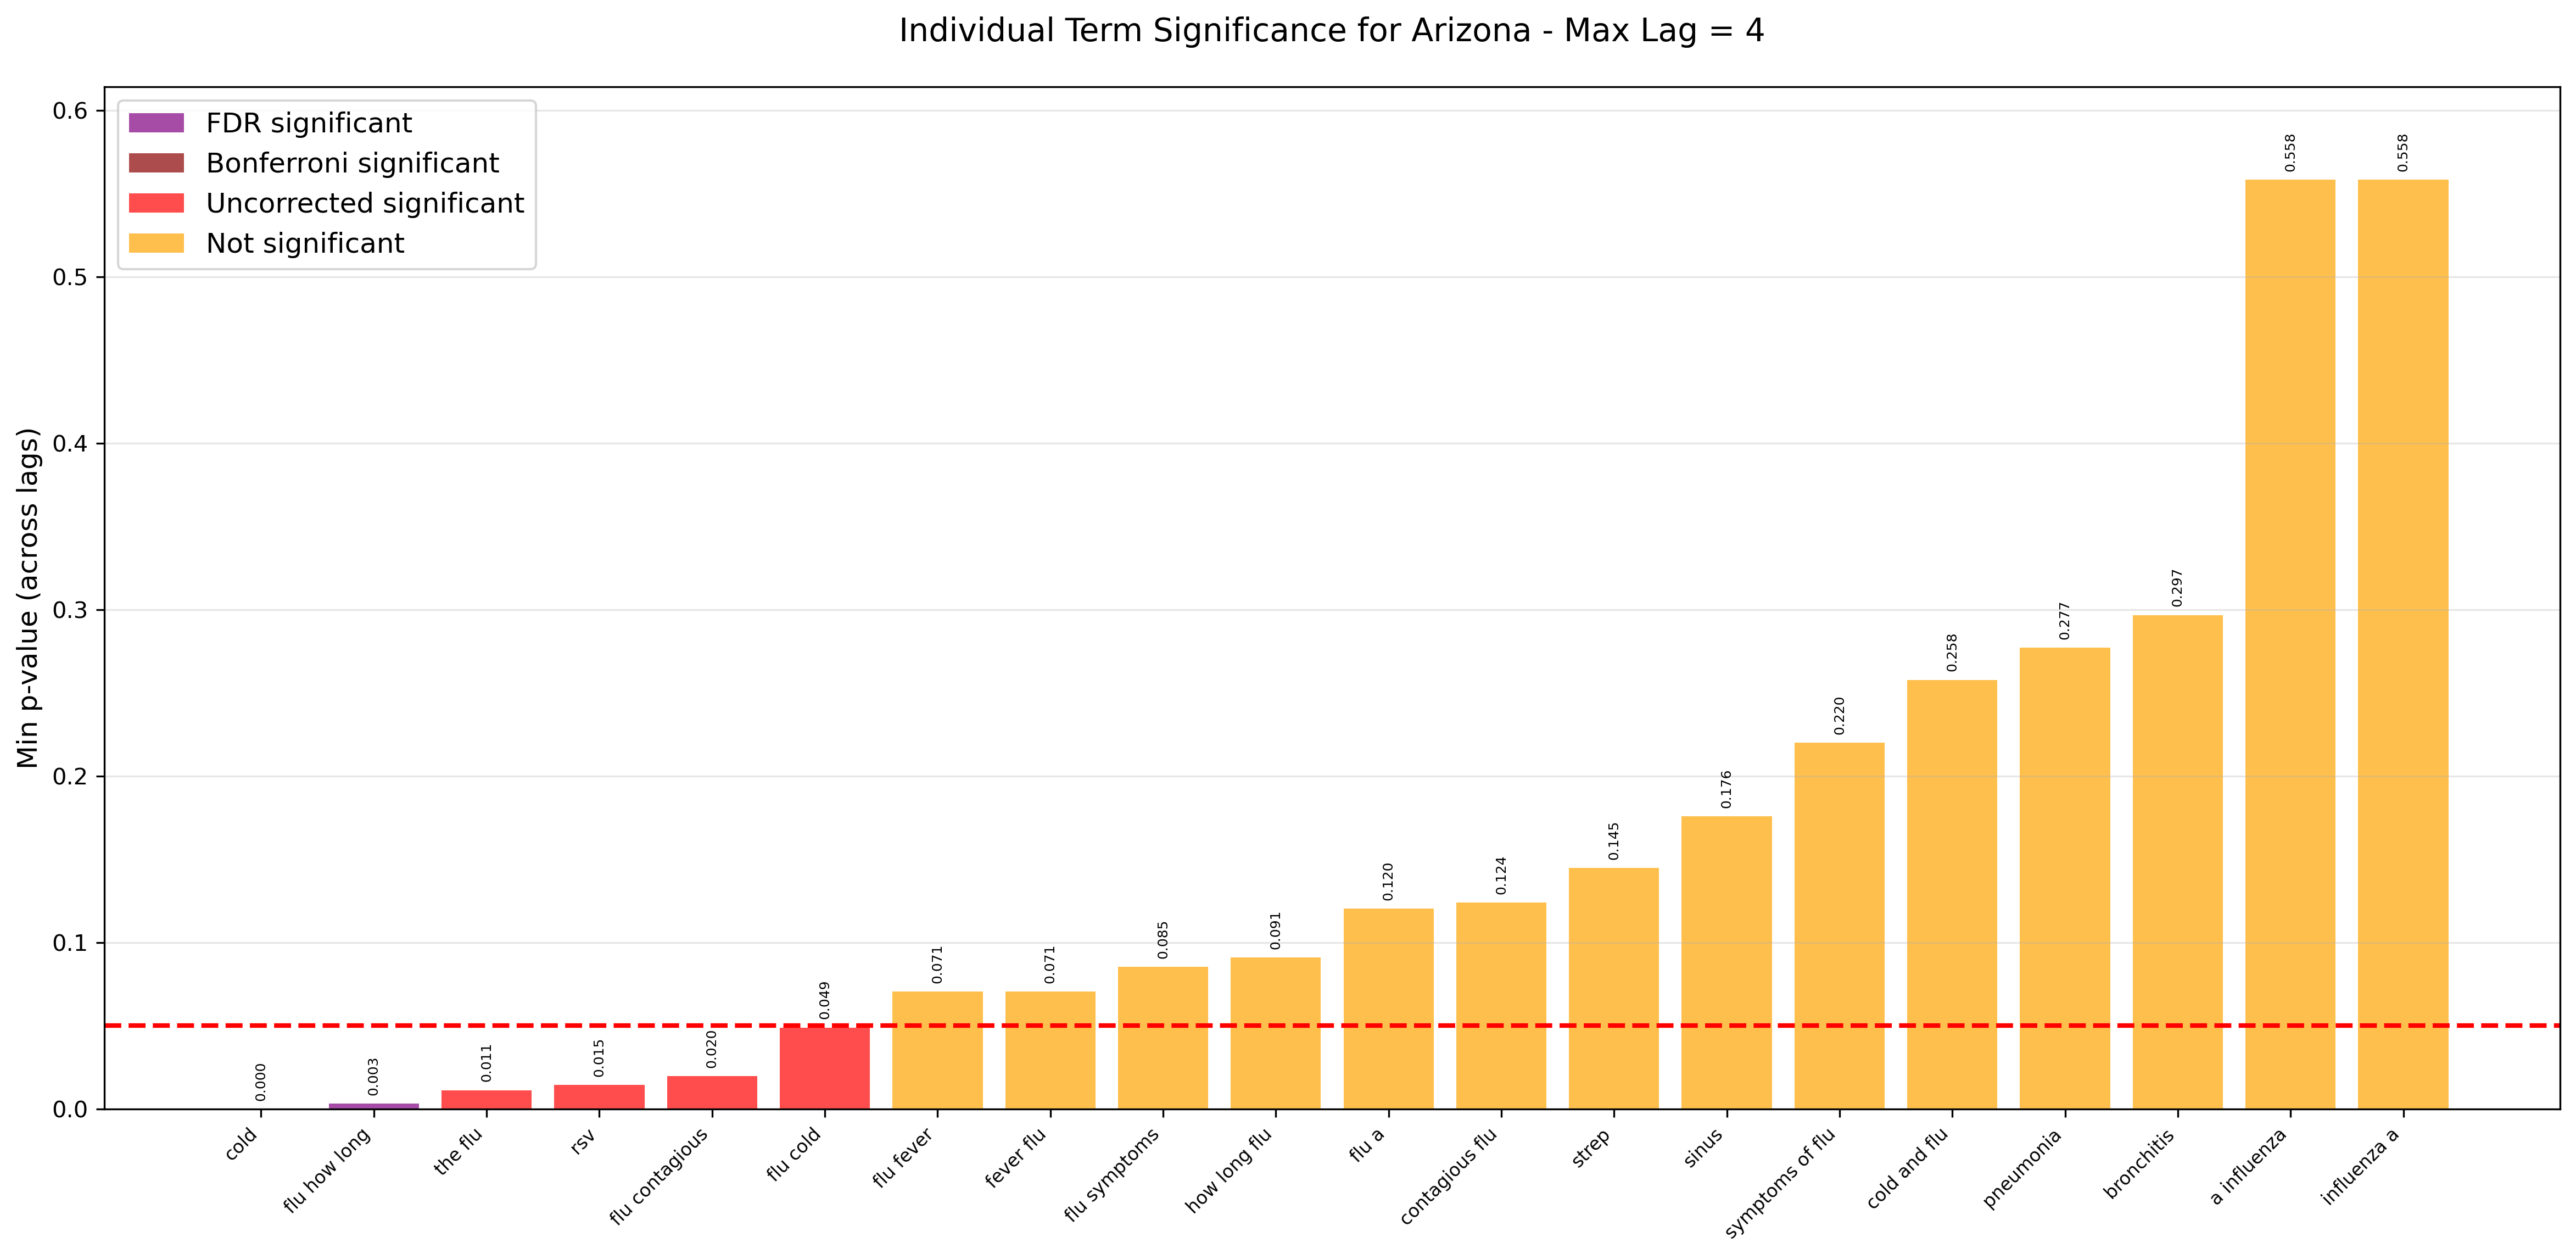 Individual Term Significance for Arizona - Max Lag = 4
FDR significant
Bonferroni significant
Uncorrected significant
Not significant
Min p-value (across lags)
0.6
0.5
0.4
0.3
0.2
0.1
0.0
0.000
0.003
0.011
0.015
0.020
0.049
0.071
0.071
0.085
0.091
0.120
0.124
0.145
0.176
0.220
0.258
0.277
0.297
0.558
0.558
cold
flu how long
the flu
rsv
flu contagious
flu cold
flu fever
fever flu
flu symptoms
how long flu
flu a
contagious flu
strep
sinus
symptoms of flu
cold and flu
pneumonia
bronchitis
a influenza
influenza a